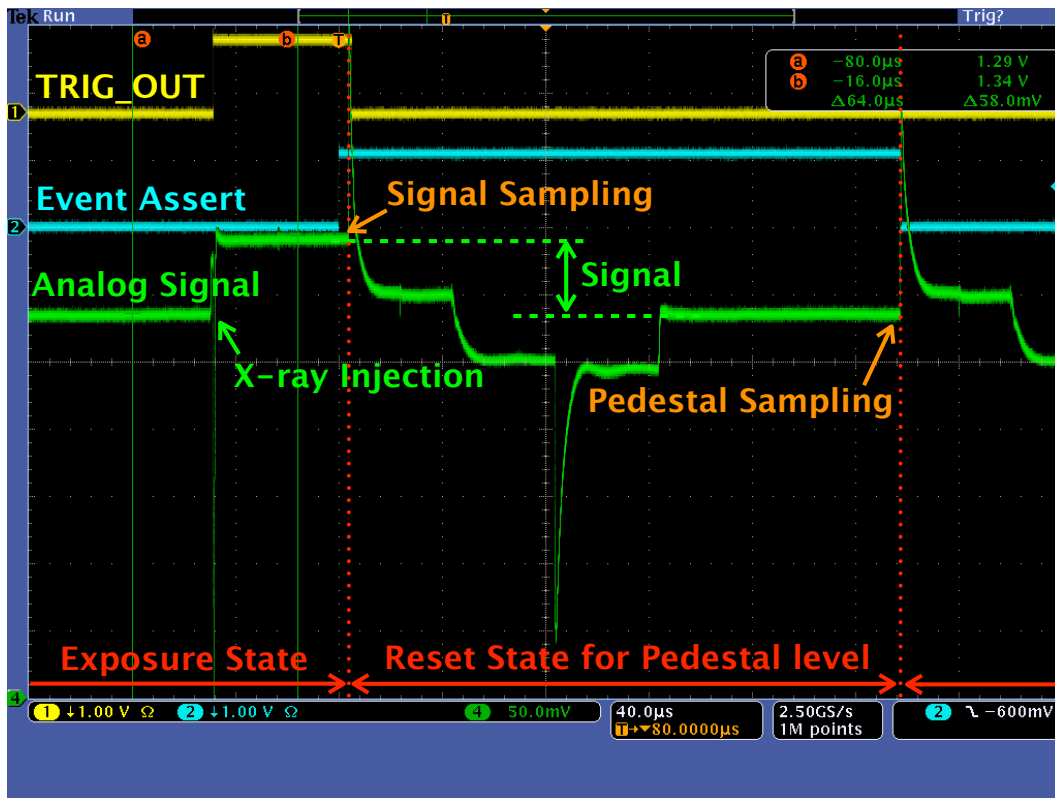 Tek Run Trig?
T
a b T
a −80.0µs 1.29 V
b −16.0µs 1.34 V
Δ64.0µs Δ58.0mV
TRIG_OUT
1
Event Assert
Signal Sampling
2
Analog Signal
Signal
X-ray Injection
Pedestal Sampling
Exposure State
Reset State for Pedestal level
4
1 ↓1.00 V Ω 2 ↓1.00 V Ω 4 50.0mV 40.0µs 2.50GS/s 2 −600mV
T→▼80.0000µs 1M points